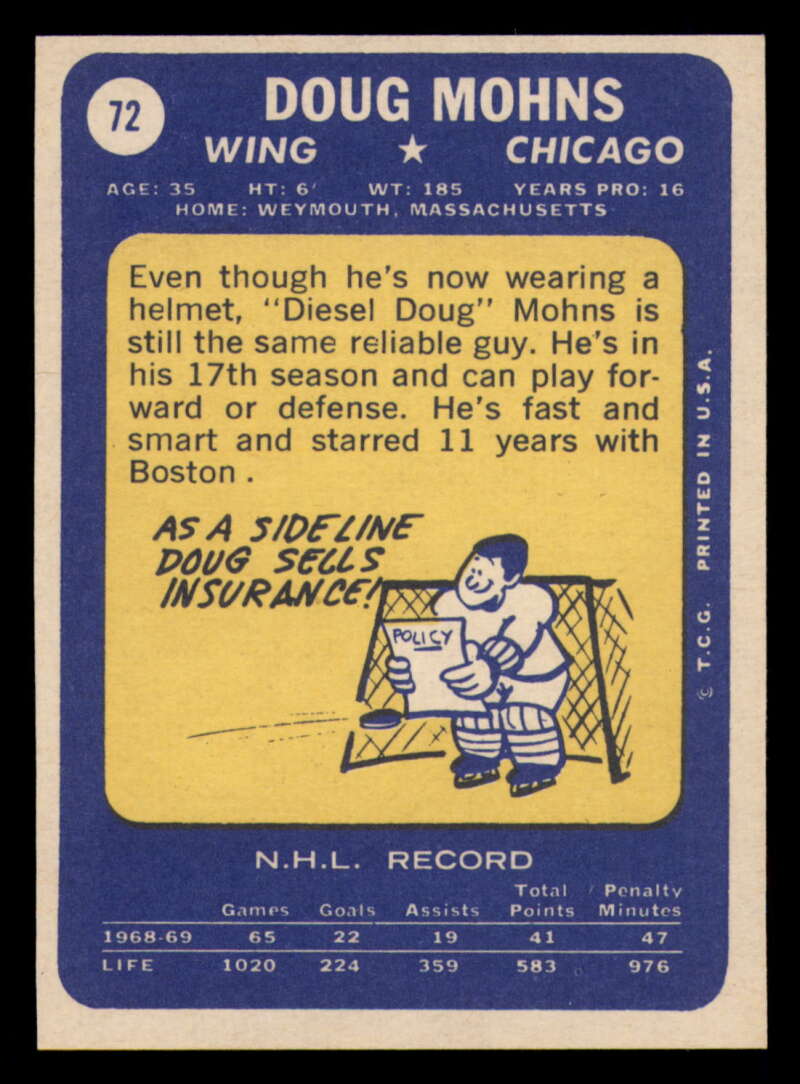 72
DOUG MOHNS
WING ★ CHICAGO
AGE: 35 HT: 6' WT: 185 YEARS PRO: 16
HOME: WEYMOUTH, MASSACHUSETTS
Even though he's now wearing a
helmet, "Diesel Doug" Mohns is
still the same reliable guy. He's in
his 17th season and can play for-
ward or defense. He's fast and
smart and starred 11 years with
Boston.
AS A SIDELINE
DOUG SELLS
INSURANCE!
POLICY
© T.C.G. PRINTED IN U.S.A.
N.H.L. RECORD
Total Penalty
Games Goals Assists Points Minutes
1968-69 65 22 19 41 47
LIFE 1020 224 359 583 976